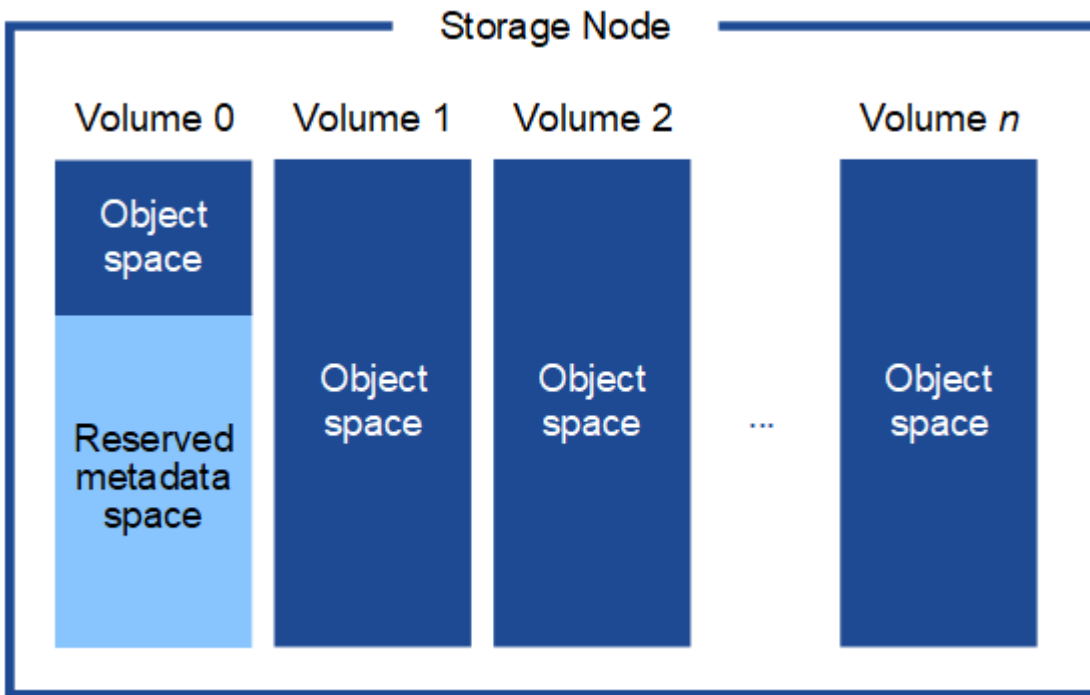 Storage Node
Volume 0
Volume 1
Volume 2
Volume n
Object
space
Reserved
metadata
space
Object
space
Object
space
...
Object
space